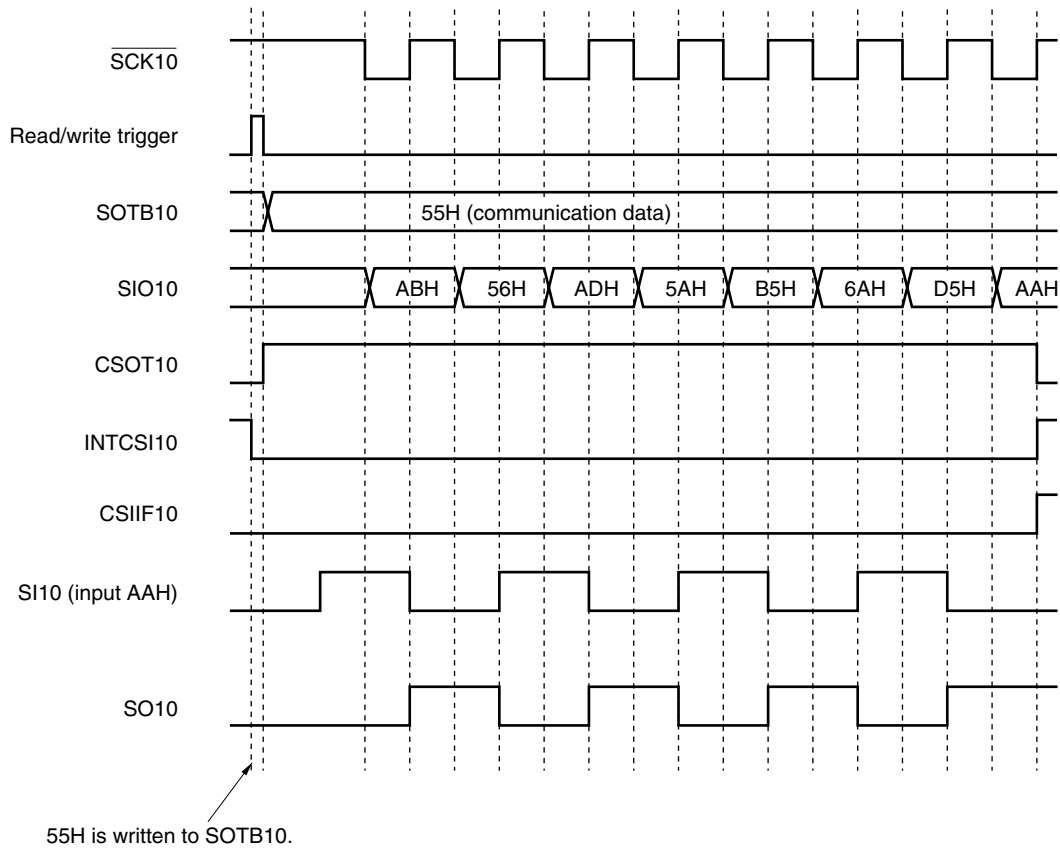 SCK10
Read/write trigger
SOTB10
55H (communication data)
SIO10
ABH 56H ADH 5AH B5H 6AH D5H AAH
CSOT10
INTCSI10
CSIIF10
SI10 (input AAH)
SO10
55H is written to SOTB10.